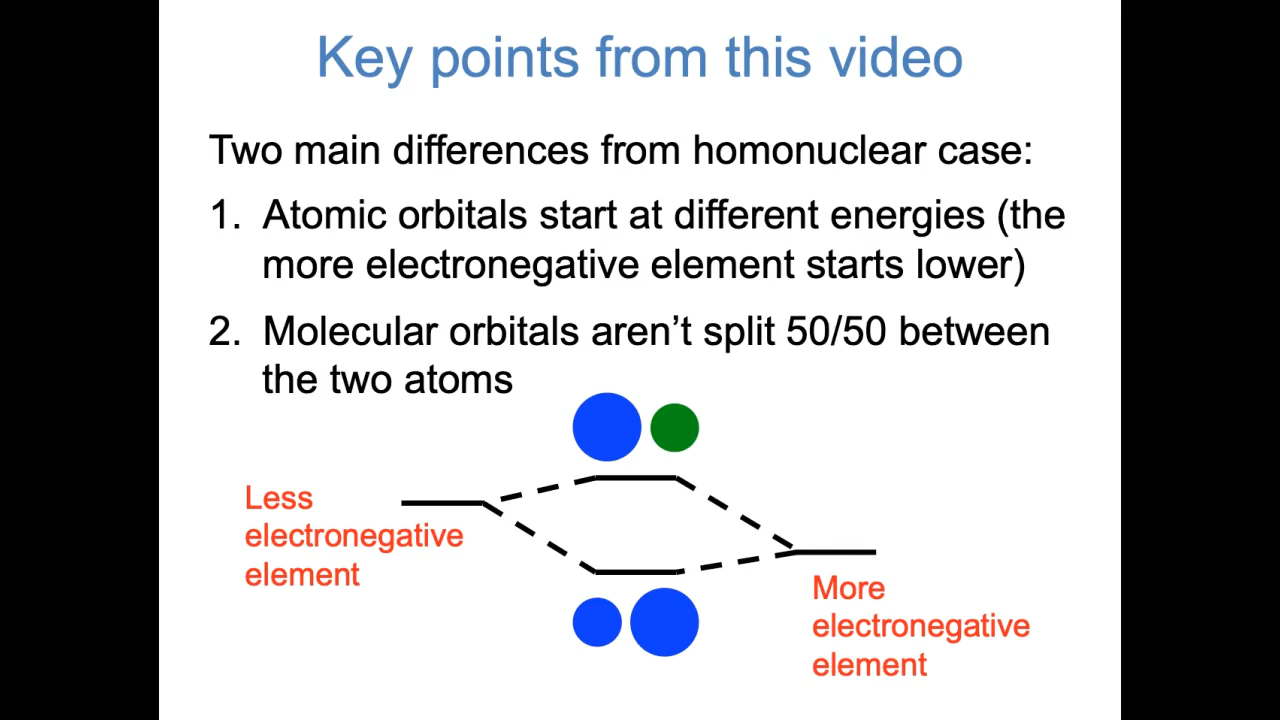 Key points from this video
Two main differences from homonuclear case:
1. Atomic orbitals start at different energies (the
more electronegative element starts lower)
2. Molecular orbitals aren’t split 50/50 between
the two atoms
Less
electronegative
element
More
electronegative
element